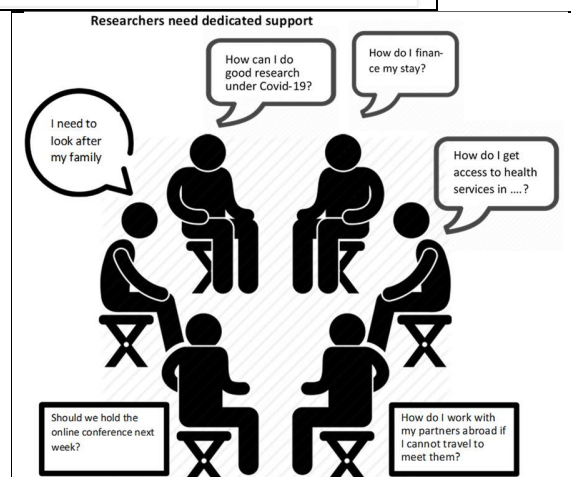 Researchers need dedicated support
How can I do
good research
under Covid-19?
How do I finan-
ce my stay?
I need to
look after
my family
How do I get
access to health
services in ....?
Should we hold the
online conference next
week?
How do I work with
my partners abroad if
I cannot travel to
meet them?